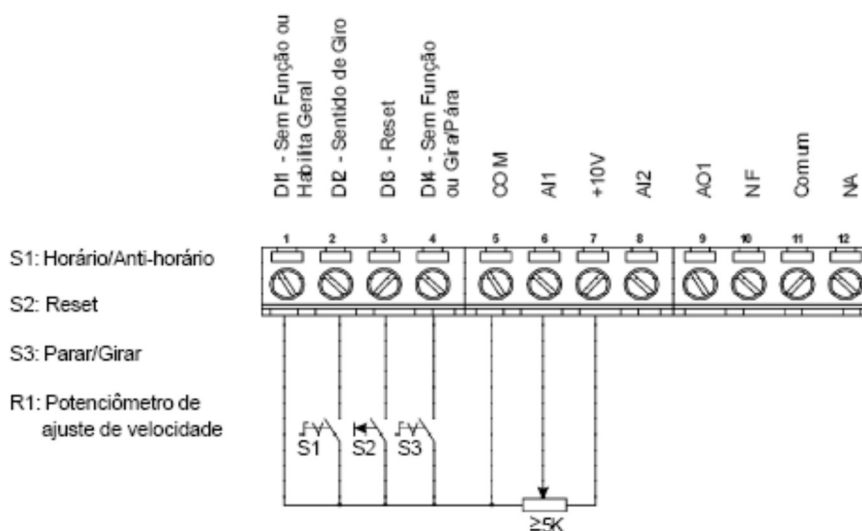 DI1 - Sem Função ou
Habilita Geral
DI2 - Sentido de Giro
DI3 - Reset
DI4 - Sem Função
ou Gira/Pára
COM
AI1
+10V
AI2
AO1
NF
Comum
NA
1 2 3 4 5 6 7 8 9 10 11 12
S1: Horário/Anti-horário
S2: Reset
S3: Parar/Girar
R1: Potenciômetro de
ajuste de velocidade
S1 S2 S3
≥5K